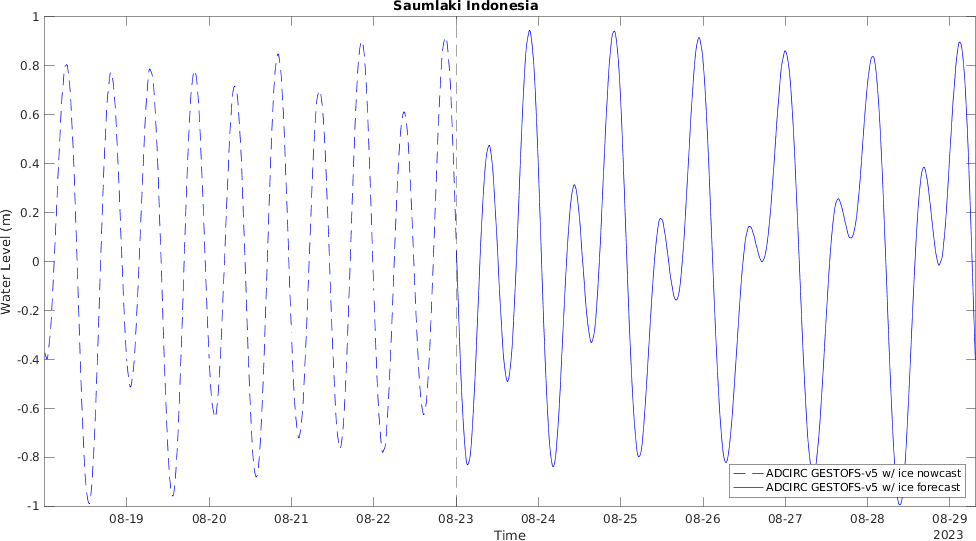 Saumlaki Indonesia
1
0.8
0.6
0.4
0.2
0
-0.2
-0.4
-0.6
-0.8
-1
Water Level (m)
ADCIRC GESTOFS-v5 w/ ice nowcast
ADCIRC GESTOFS-v5 w/ ice forecast
08-19 08-20 08-21 08-22 08-23 08-24 08-25 08-26 08-27 08-28 08-29
Time
2023